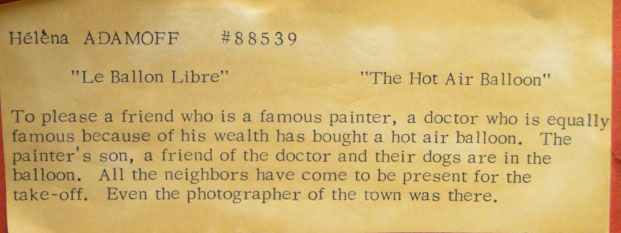 Hélèna ADAMOFF #88539
"Le Ballon Libre" "The Hot Air Balloon"
To please a friend who is a famous painter, a doctor who is equally
famous because of his wealth has bought a hot air balloon. The
painter's son, a friend of the doctor and their dogs are in the
balloon. All the neighbors have come to be present for the
take-off. Even the photographer of the town was there.